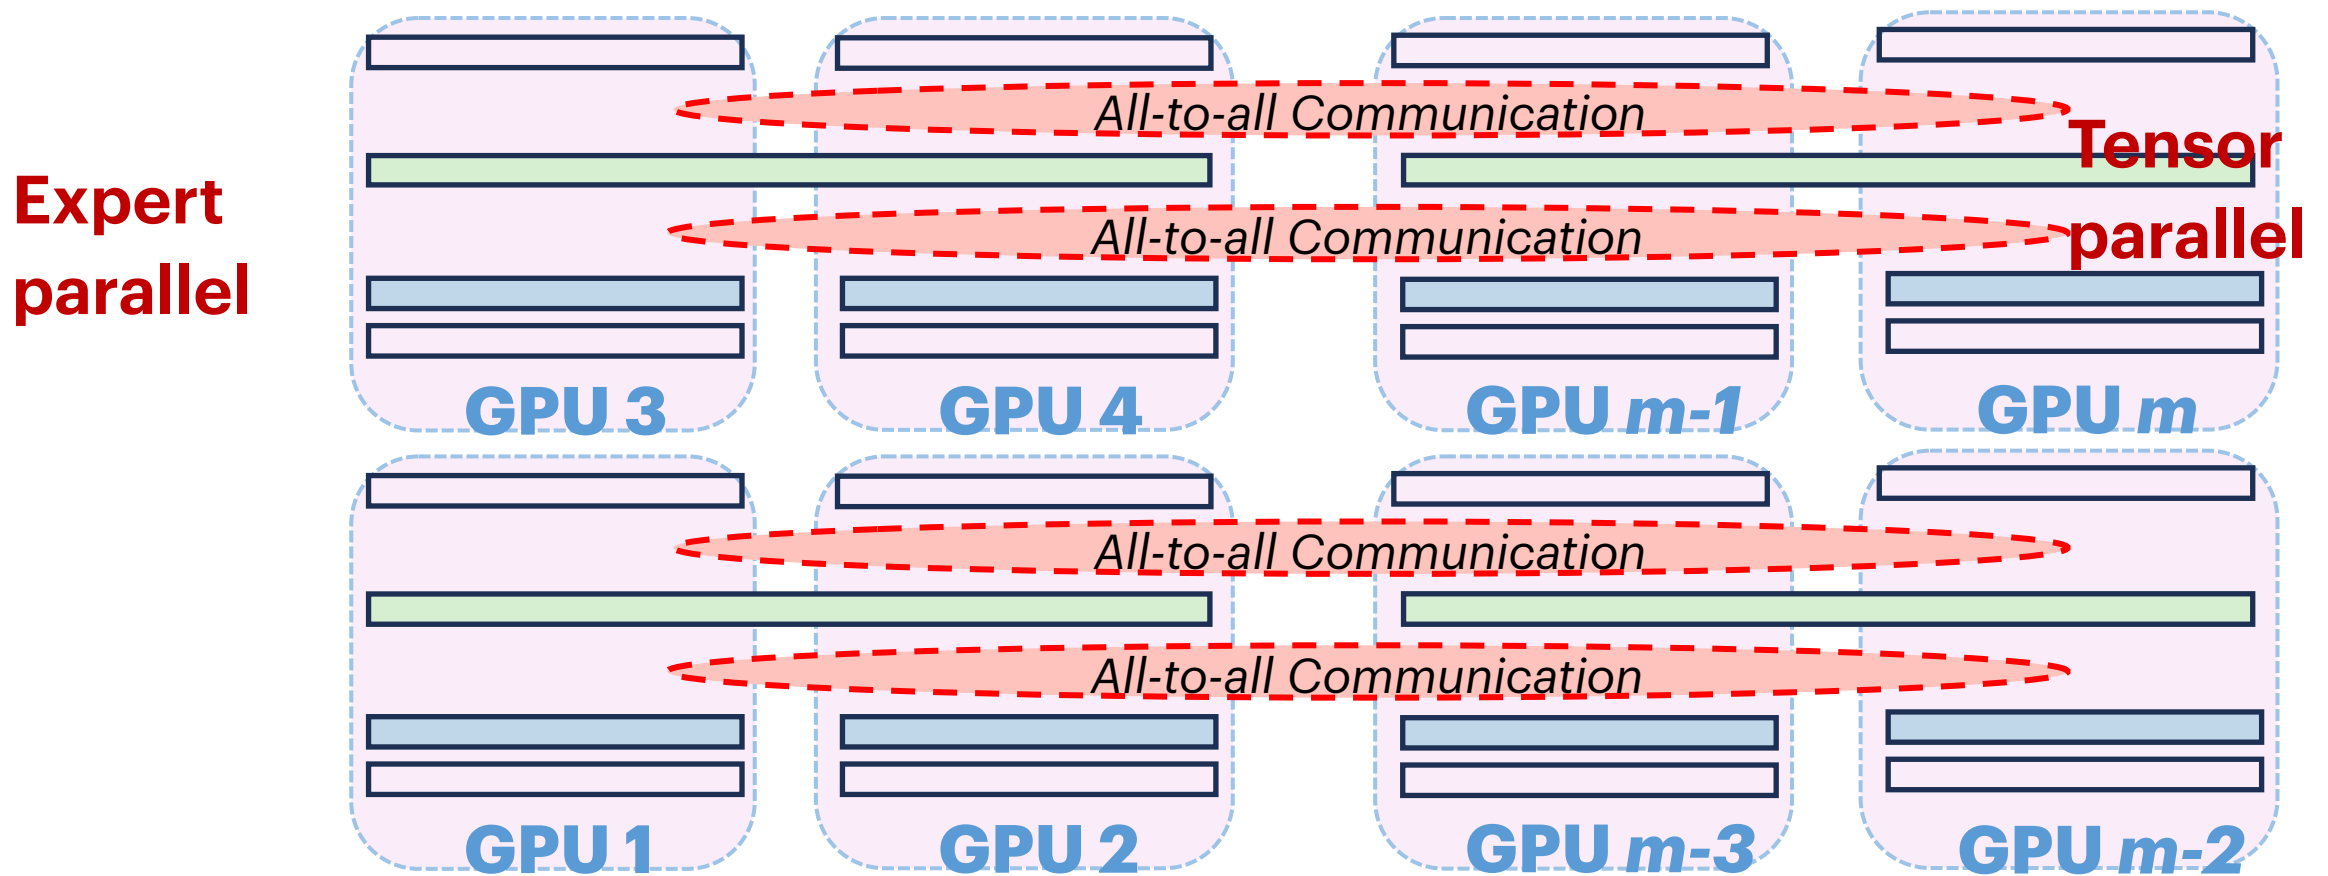 All-to-all Communication
Tensor
parallel
Expert
parallel
All-to-all Communication
GPU 3
GPU 4
GPU m-1
GPU m
All-to-all Communication
All-to-all Communication
GPU 1
GPU 2
GPU m-3
GPU m-2